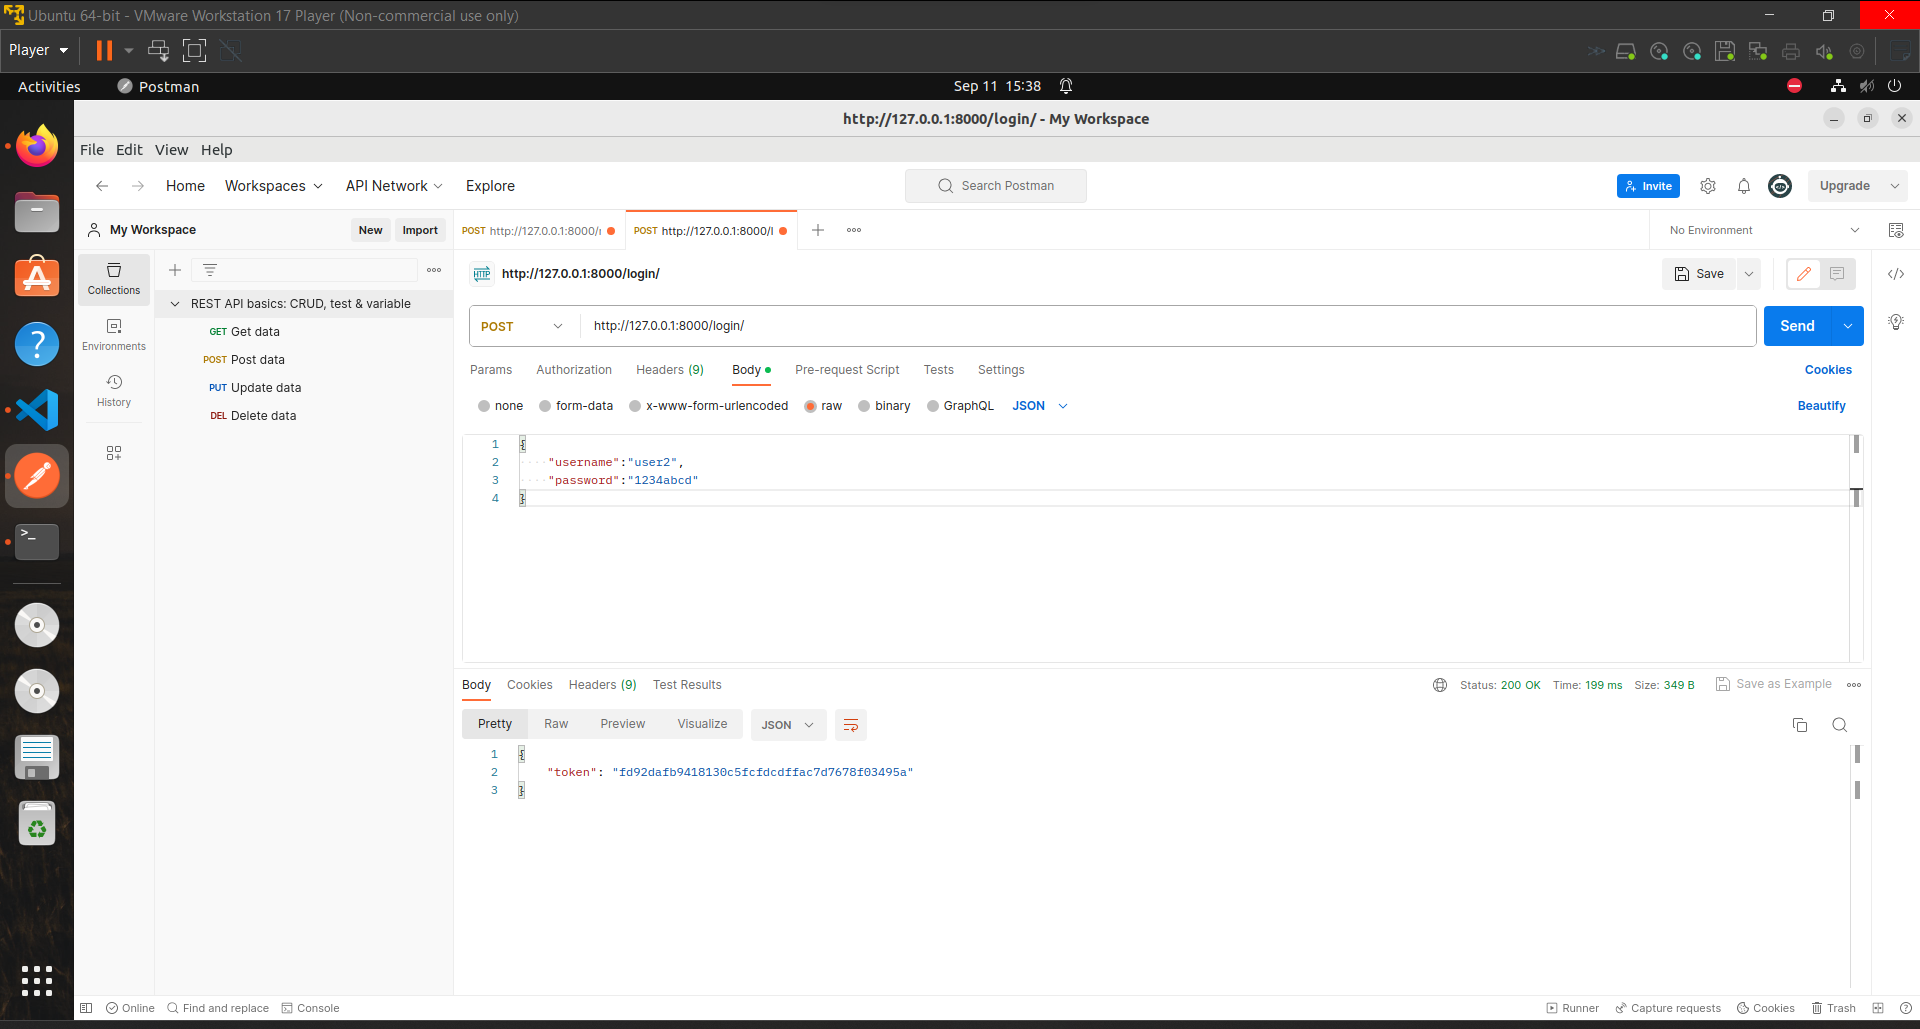 Ubuntu 64-bit - VMware Workstation 17 Player (Non-commercial use only)
Player
Activities
Postman
Sep 11 15:38
http://127.0.0.1:8000/login/ - My Workspace
File Edit View Help
Home Workspaces API Network Explore
Search Postman
Invite
Upgrade
My Workspace
New Import
POST http://127.0.0.1:8000/
POST http://127.0.0.1:8000/l
No Environment
Collections
Environments
History
REST API basics: CRUD, test & variable
GET Get data
POST Post data
PUT Update data
DEL Delete data
HTTP http://127.0.0.1:8000/login/
Save
POST http://127.0.0.1:8000/login/
Send
Params Authorization Headers (9) Body Pre-request Script Tests Settings
Cookies
none form-data x-www-form-urlencoded raw binary GraphQL JSON
Beautify
1 {
2 "username":"user2",
3 "password":"1234abcd"
4 }
Body Cookies Headers (9) Test Results
Status: 200 OK Time: 199 ms Size: 349 B
Save as Example
Pretty Raw Preview Visualize JSON
1 {
2 "token": "fd92dafb9418130c5fcfdcdffac7d7678f03495a"
3 }
Online Find and replace Console
Runner Capture requests Cookies Trash